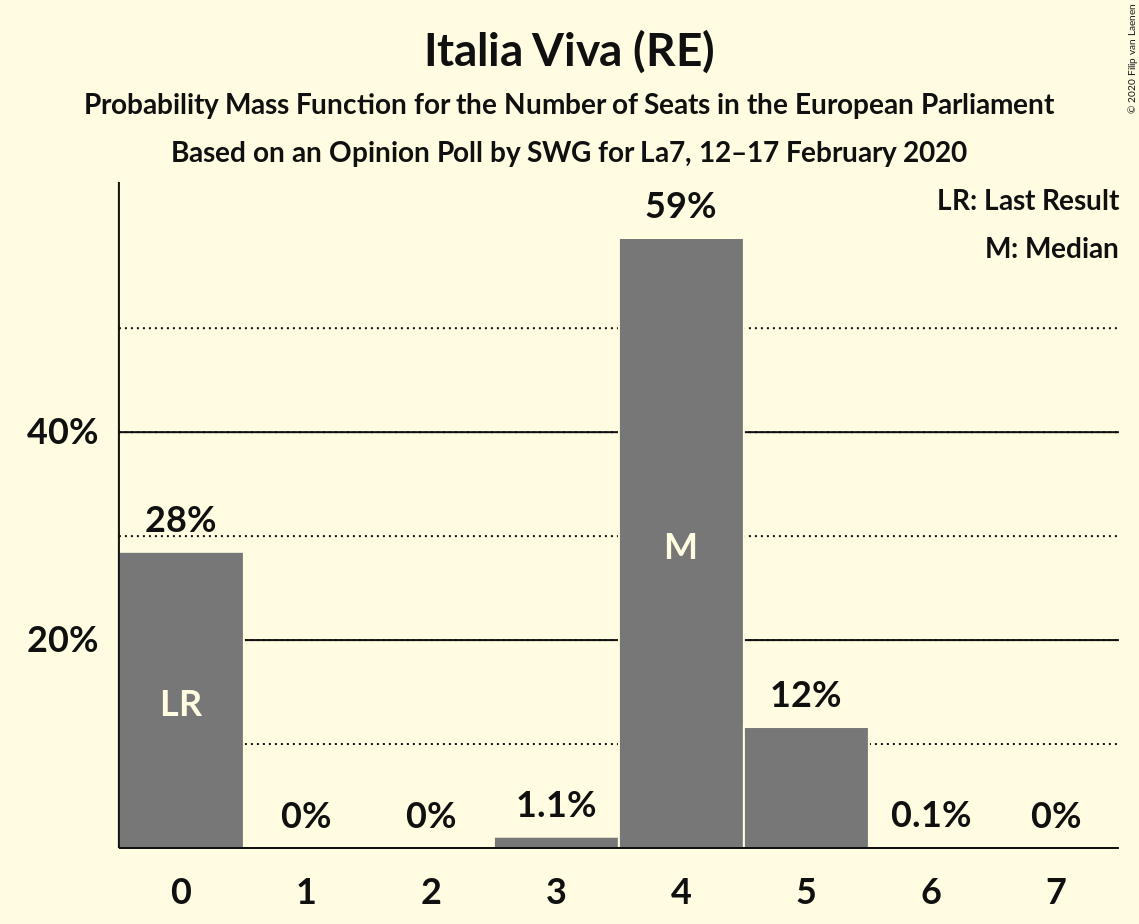 Italia Viva (RE)
Probability Mass Function for the Number of Seats in the European Parliament
Based on an Opinion Poll by SWG for La7, 12–17 February 2020
© 2020 Filip van Laenen
LR: Last Result
M: Median
59%
40%
28%
M
20%
12%
LR
1.1%
0%
0%
0.1%
0%
0 1 2 3 4 5 6 7